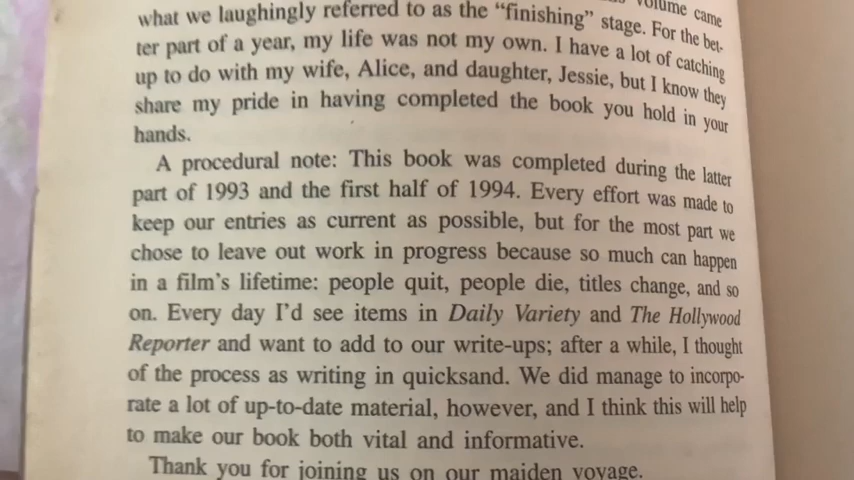 volume came
what we laughingly referred to as the “finishing” stage. For the bet-
ter part of a year, my life was not my own. I have a lot of catching
up to do with my wife, Alice, and daughter, Jessie, but I know they
share my pride in having completed the book you hold in your
hands.
A procedural note: This book was completed during the latter
part of 1993 and the first half of 1994. Every effort was made to
keep our entries as current as possible, but for the most part we
chose to leave out work in progress because so much can happen
in a film’s lifetime: people quit, people die, titles change, and so
on. Every day I’d see items in Daily Variety and The Hollywood
Reporter and want to add to our write-ups; after a while, I thought
of the process as writing in quicksand. We did manage to incorpo-
rate a lot of up-to-date material, however, and I think this will help
to make our book both vital and informative.
Thank you for joining us on our maiden voyage.